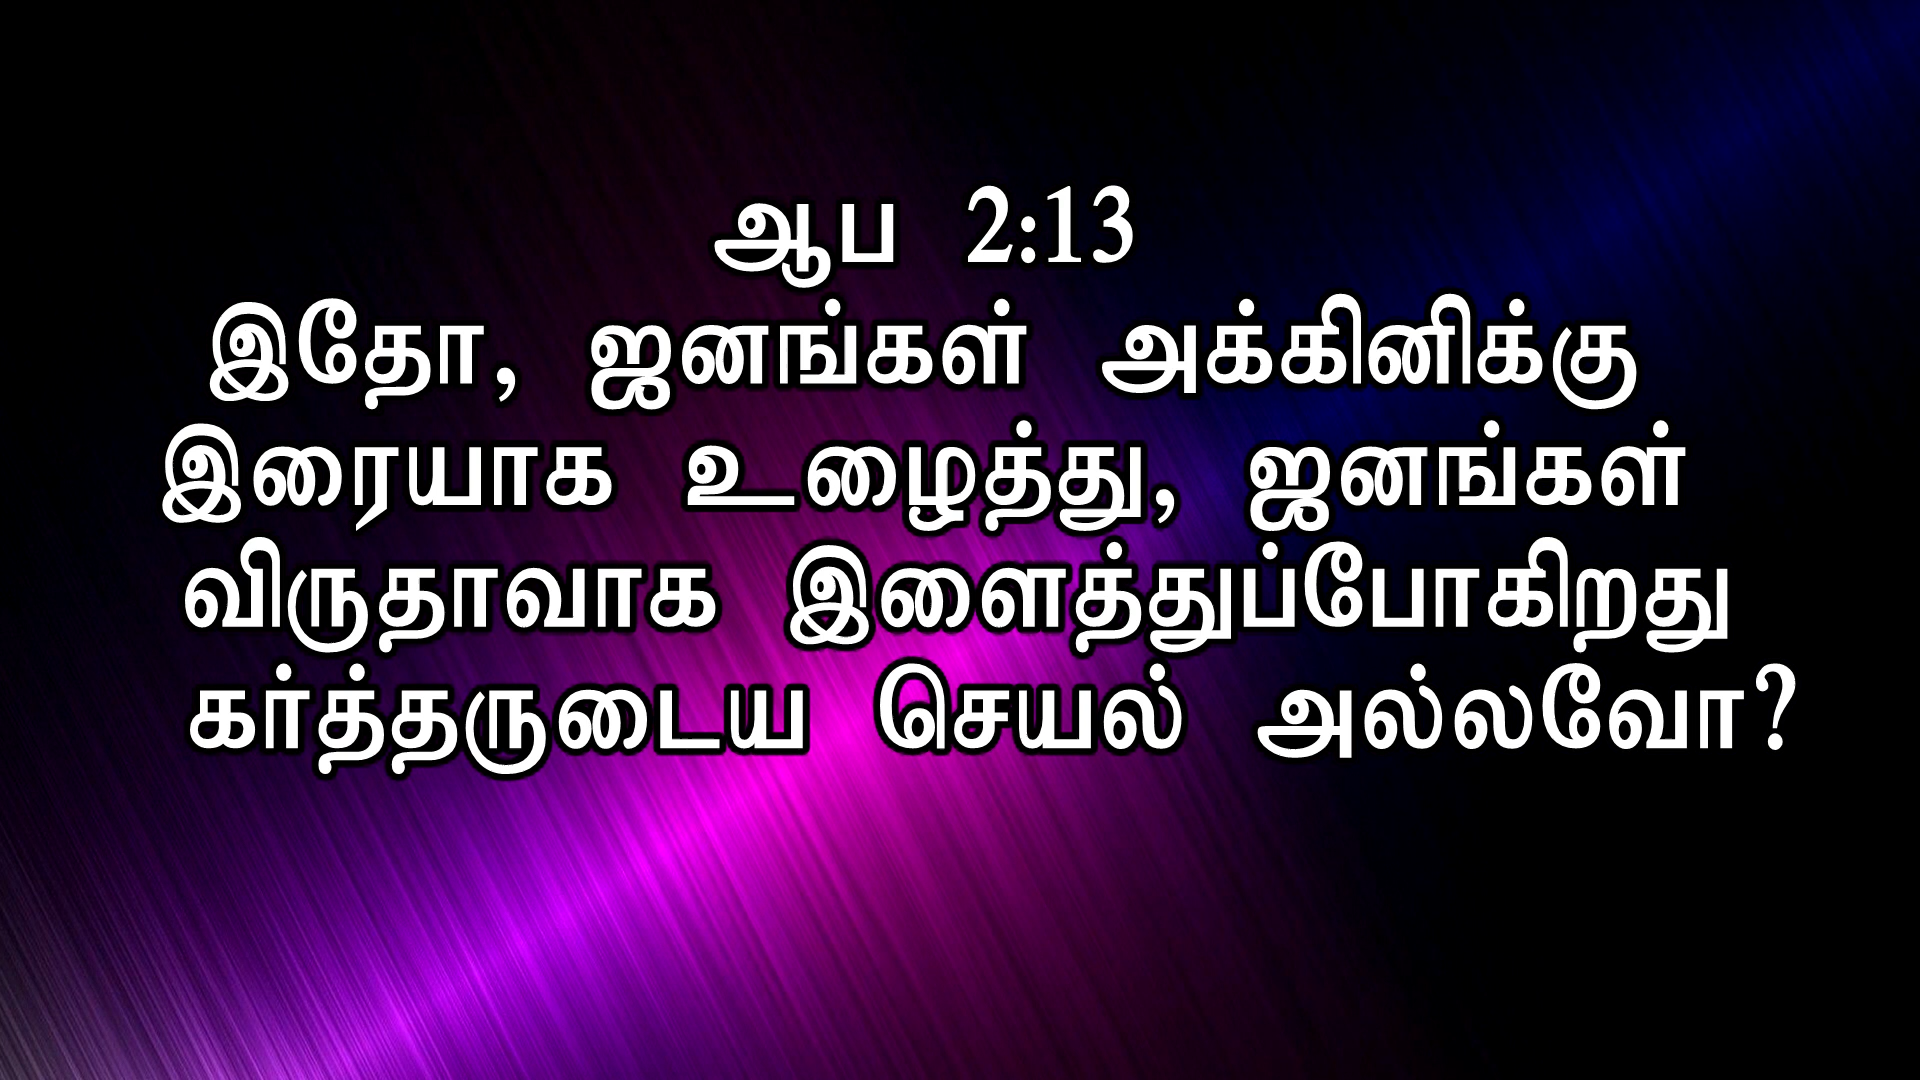 ஆப 2:13
இதோ, ஜனங்கள் அக்கினிக்கு
இரையாக உழைத்து, ஜனங்கள்
விருதாவாக இளைத்துப்போகிறது
கர்த்தருடைய செயல் அல்லவோ?